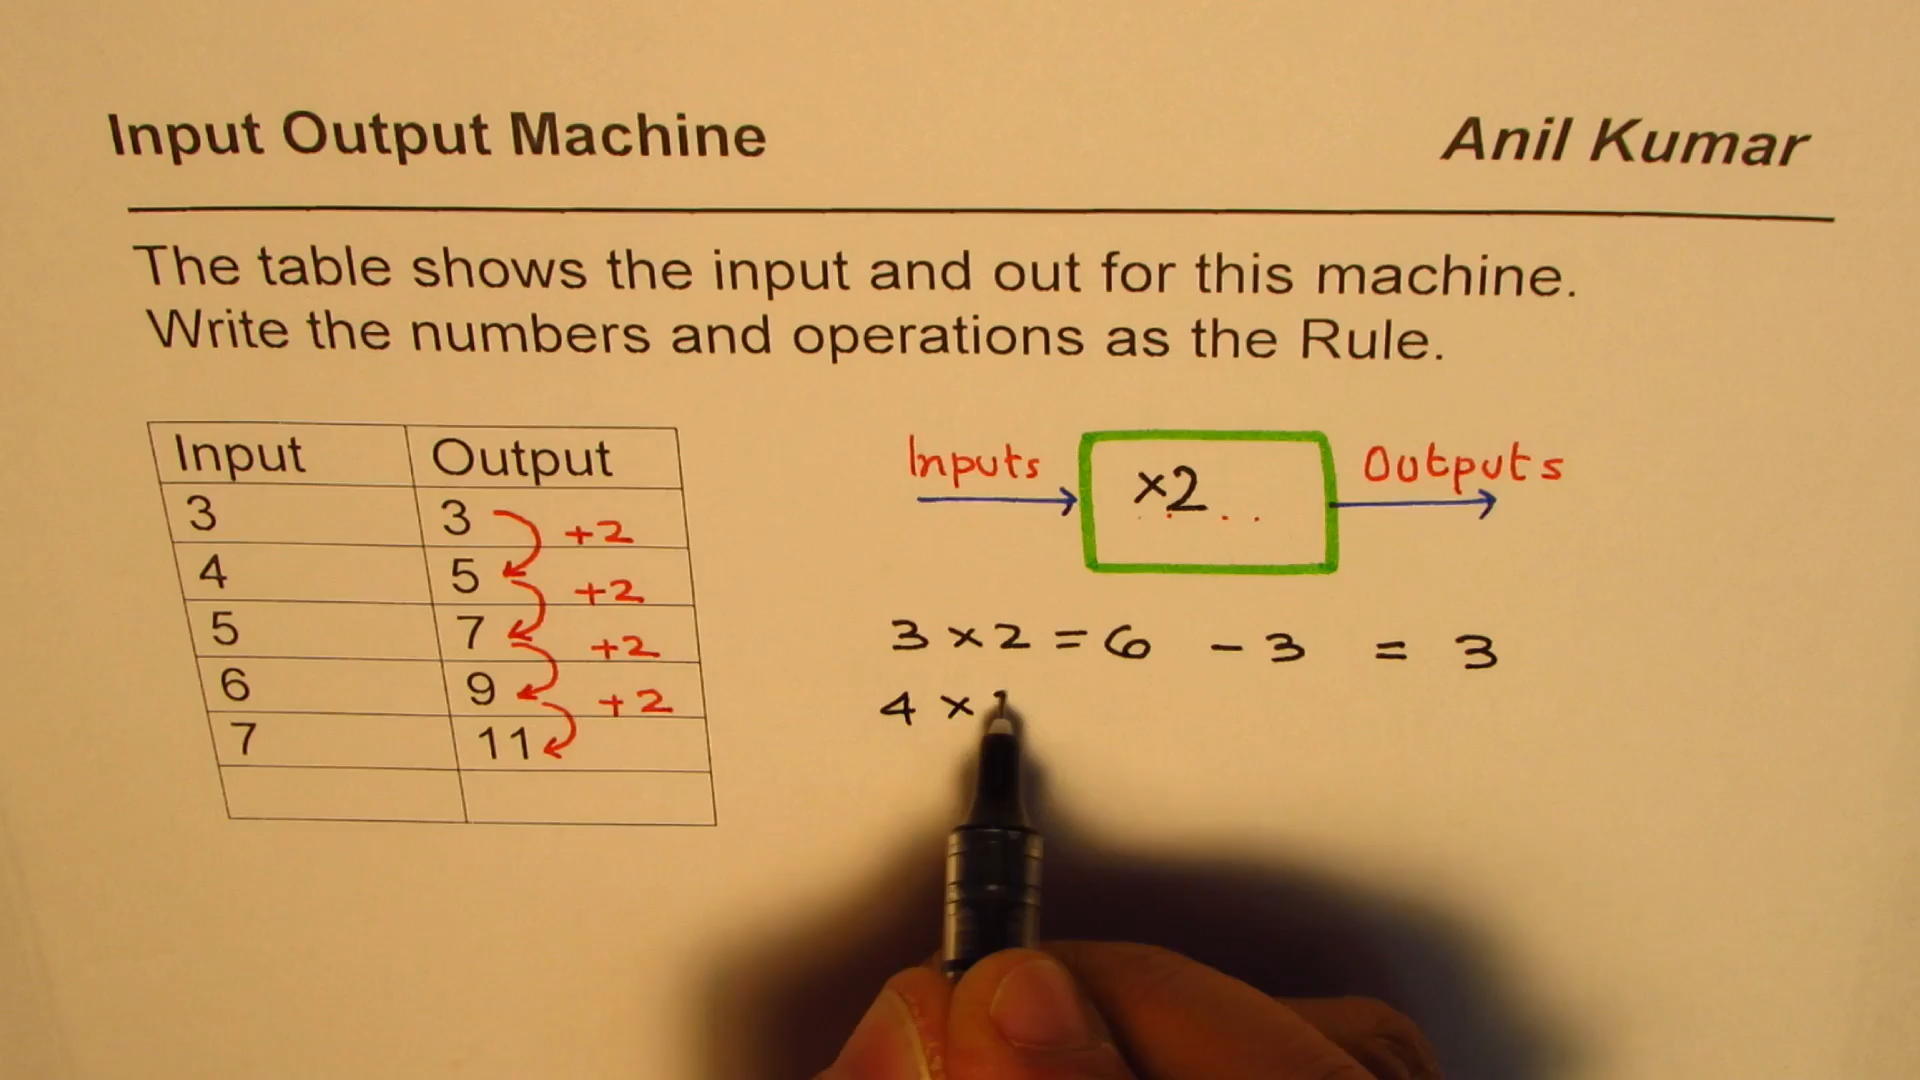 Input Output Machine
Anil Kumar
The table shows the input and out for this machine.
Write the numbers and operations as the Rule.
Input Output
3 3
+2
4 5
+2
5 7
+2
6 9
+2
7 11
Inputs ×2 Outputs
3 × 2 = 6 - 3 = 3
4 ×